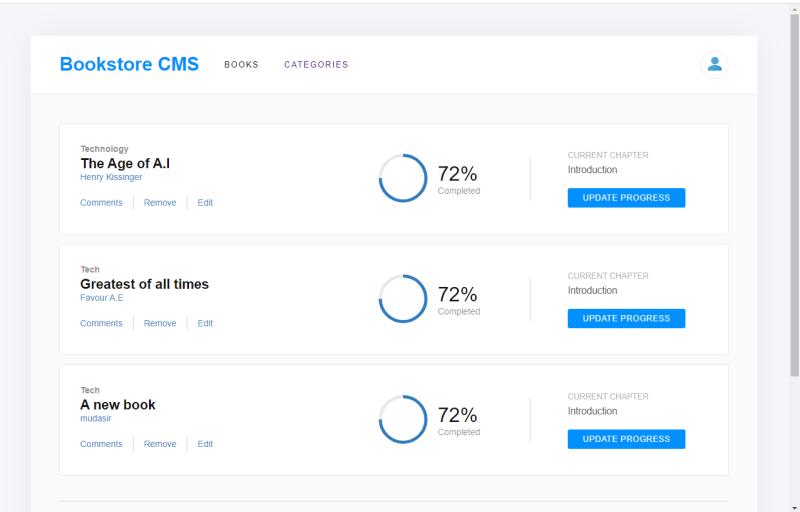 Bookstore CMS BOOKS CATEGORIES
Technology
The Age of A.I
Henry Kissinger
Comments Remove Edit
72%
Completed
CURRENT CHAPTER
Introduction
UPDATE PROGRESS
Tech
Greatest of all times
Favour A.E
Comments Remove Edit
72%
Completed
CURRENT CHAPTER
Introduction
UPDATE PROGRESS
Tech
A new book
mudasir
Comments Remove Edit
72%
Completed
CURRENT CHAPTER
Introduction
UPDATE PROGRESS